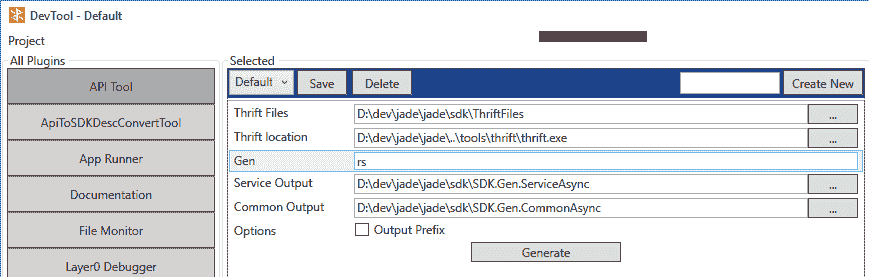 DevTool - Default
Project
All Plugins
API Tool
ApiToSDKDescConvertTool
App Runner
Documentation
File Monitor
Layer0 Debugger
Selected
Default Save Delete Create New
Thrift Files D:\dev\jade\jade\sdk\ThriftFiles ...
Thrift location D:\dev\jade\jade\..\tools\thrift\thrift.exe ...
Gen rs
Service Output D:\dev\jade\jade\sdk\SDK.Gen.ServiceAsync ...
Common Output D:\dev\jade\jade\sdk\SDK.Gen.CommonAsync ...
Options Output Prefix
Generate